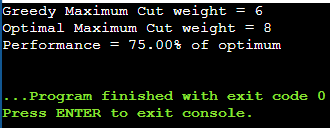 Greedy Maximum Cut weight = 6
Optimal Maximum Cut weight = 8
Performance = 75.00% of optimum
...Program finished with exit code 0
Press ENTER to exit console.